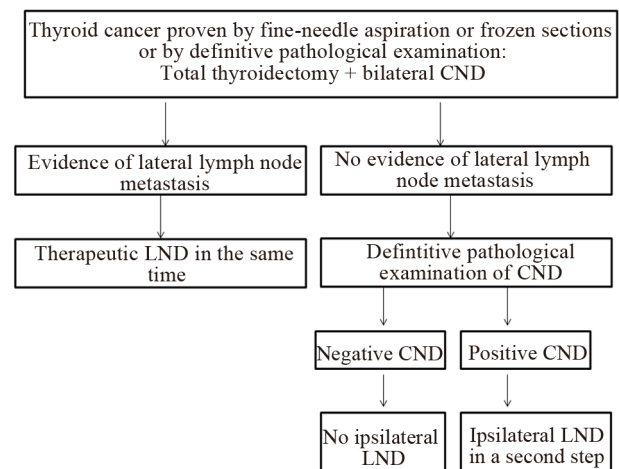 Thyroid cancer proven by fine-needle aspiration or frozen sections
or by definitive pathological examination:
Total thyroidectomy + bilateral CND
Evidence of lateral lymph node
metastasis
No evidence of lateral lymph
node metastasis
Therapeutic LND in the same
time
Defintitive pathological
examination of CND
Negative CND
Positive CND
No ipsilateral
LND
Ipsilateral LND
in a second step